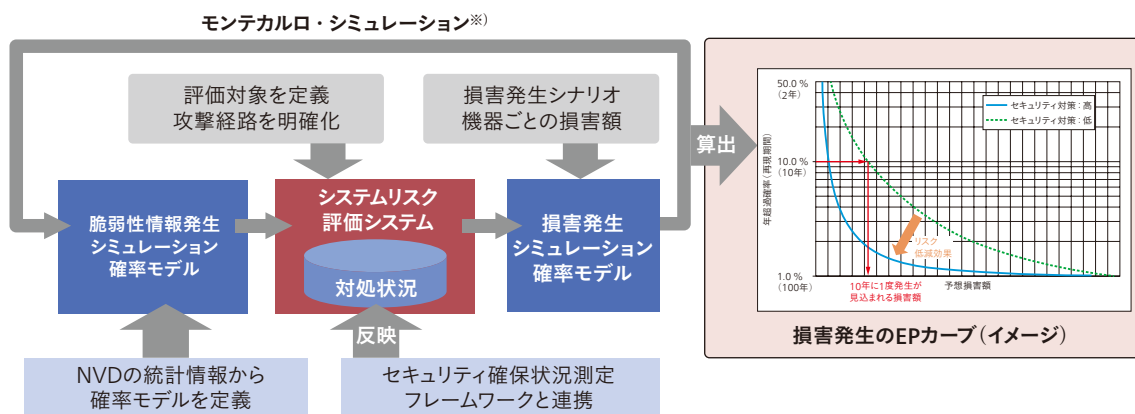 モンテカルロ・シミュレーション※)
評価対象を定義
攻撃経路を明確化
損害発生シナリオ
機器ごとの損害額
脆弱性情報発生
シミュレーション
確率モデル
システムリスク
評価システム
対処状況
損害発生
シミュレーション
確率モデル
反映
NVDの統計情報から
確率モデルを定義
セキュリティ確保状況測定
フレームワークと連携
算出
50.0 %
(2年)
セキュリティ対策：高
セキュリティ対策：低
年超過確率(再現期間)
10.0 %
(10年)
リスク
低減効果
1.0 %
(100年)
10年に1度発生が
見込まれる損害額
予想損害額
損害発生のEPカーブ(イメージ)